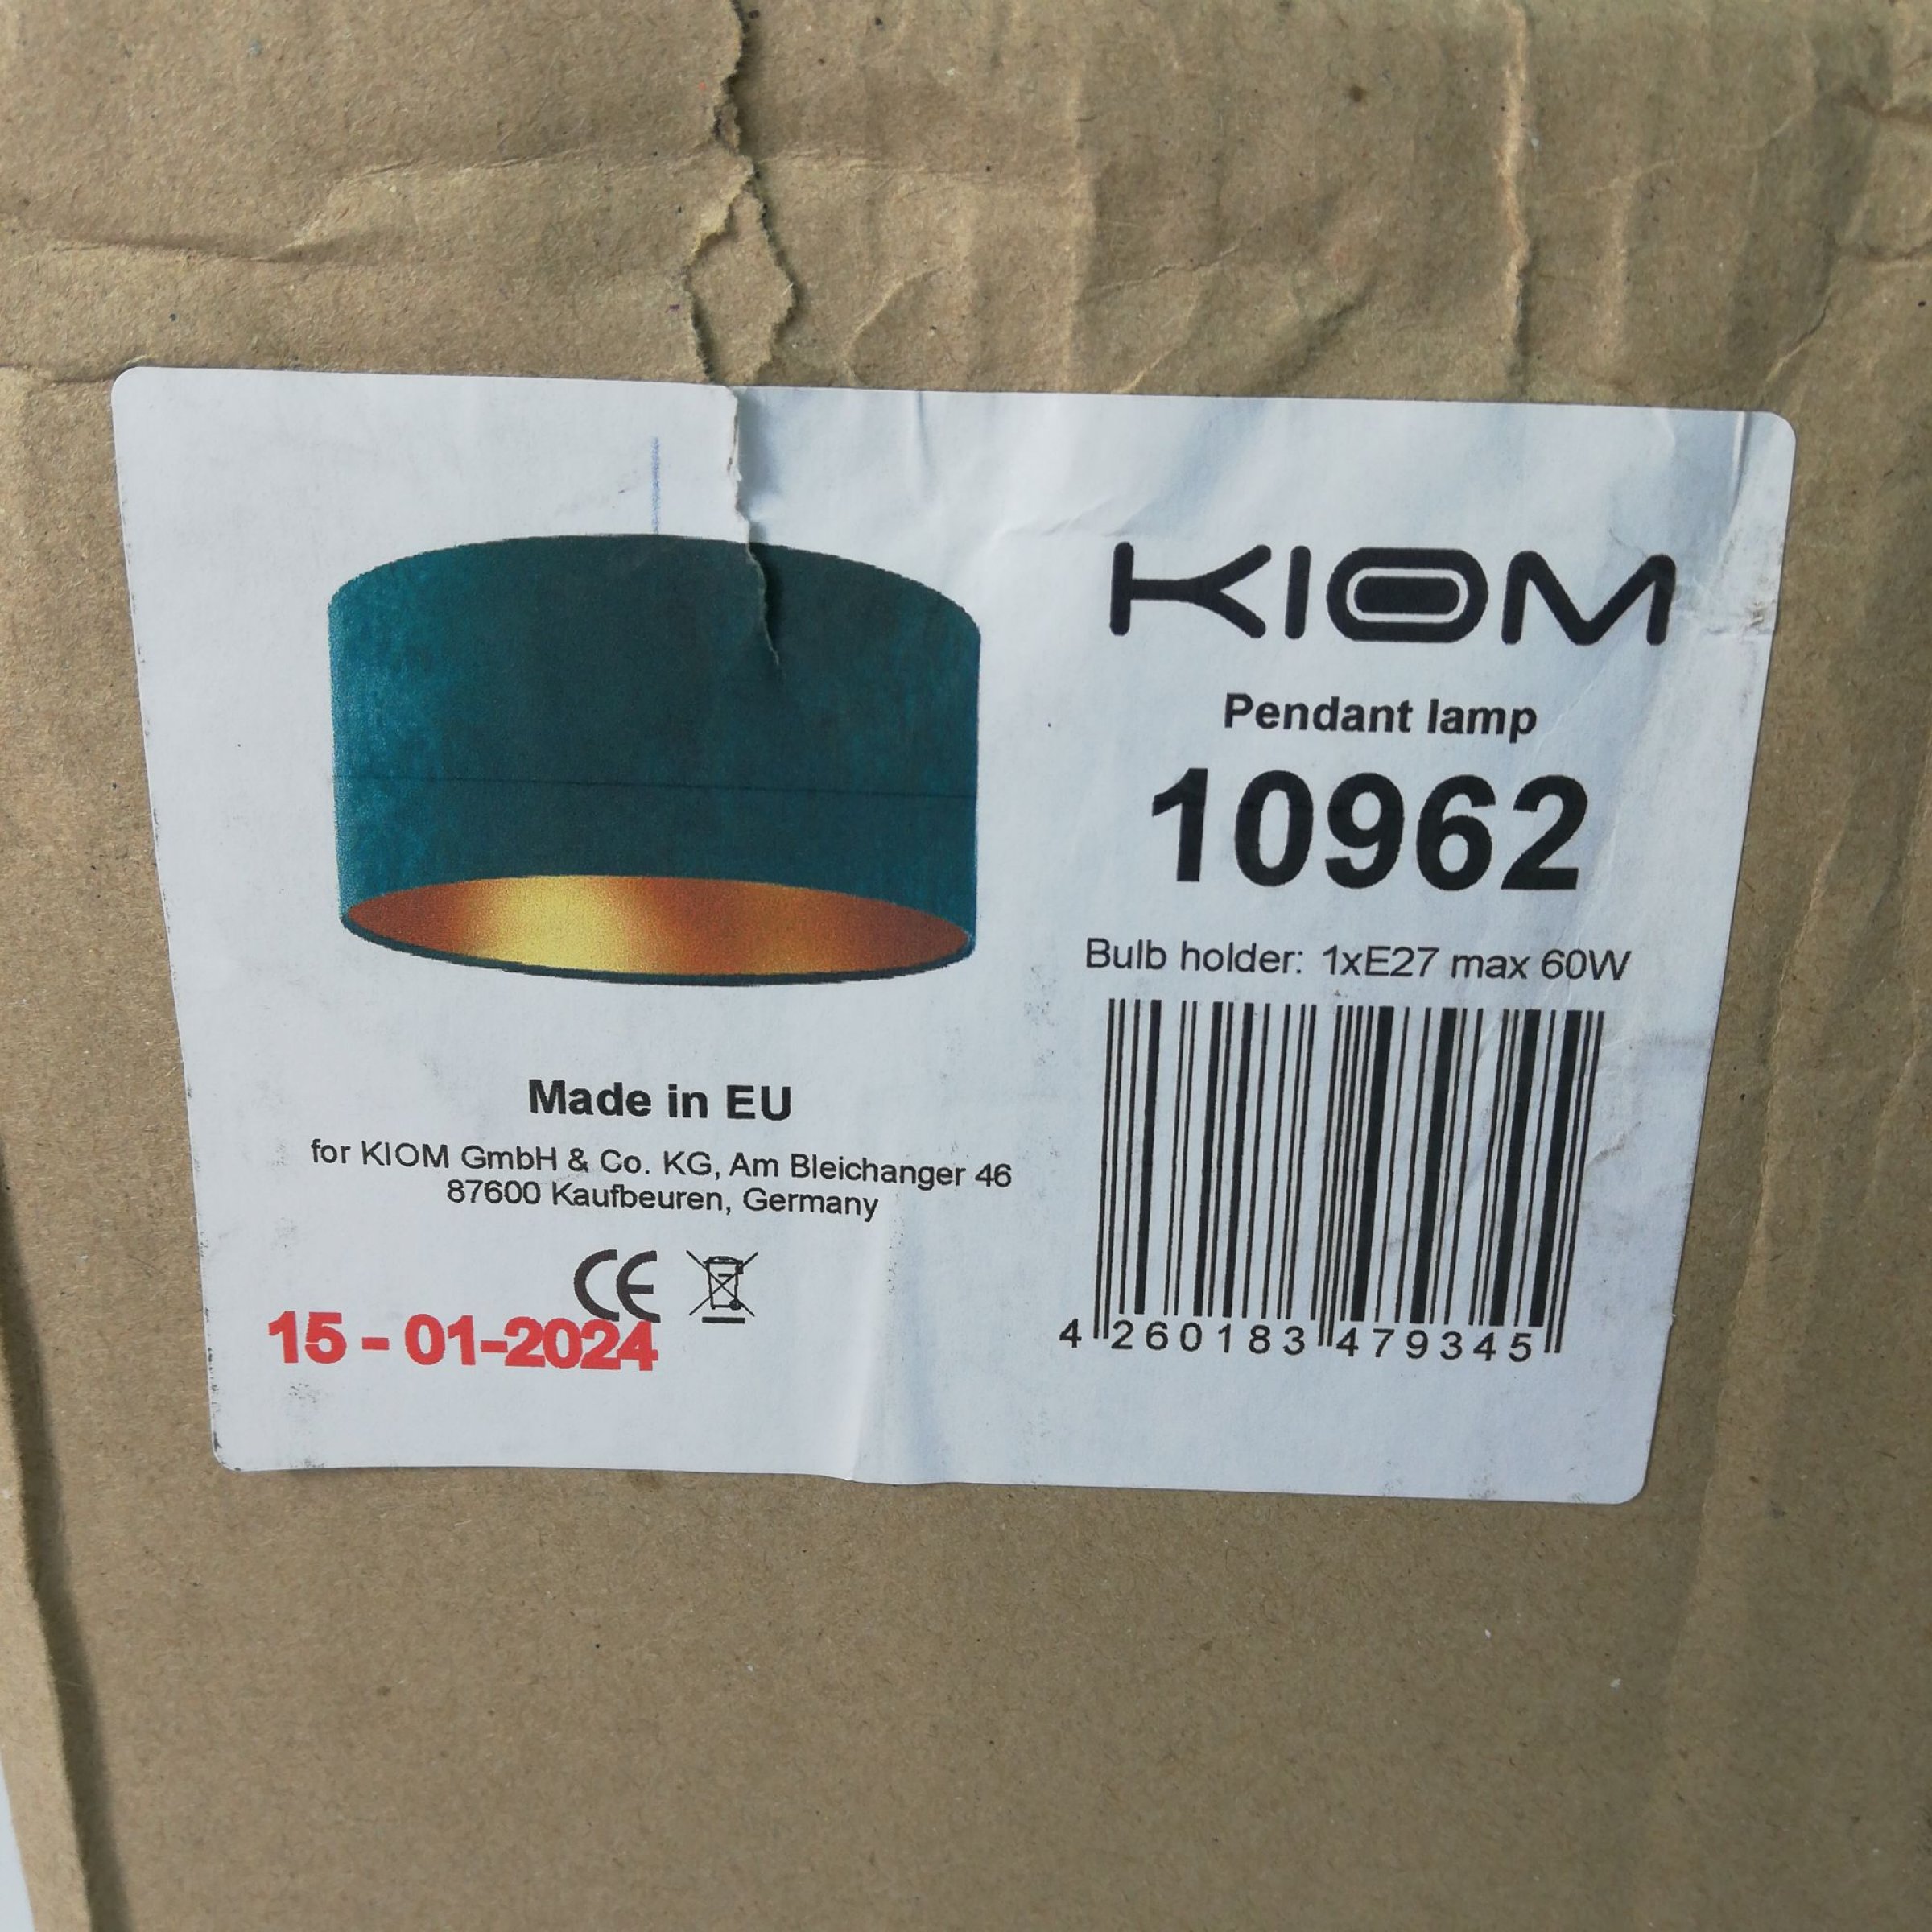 KIOM
Pendant lamp
10962
Bulb holder: 1xE27 max 60W
4 260183 479345
Made in EU
for KIOM GmbH & Co. KG, Am Bleichanger 46
87600 Kaufbeuren, Germany
CE
15-01-2024